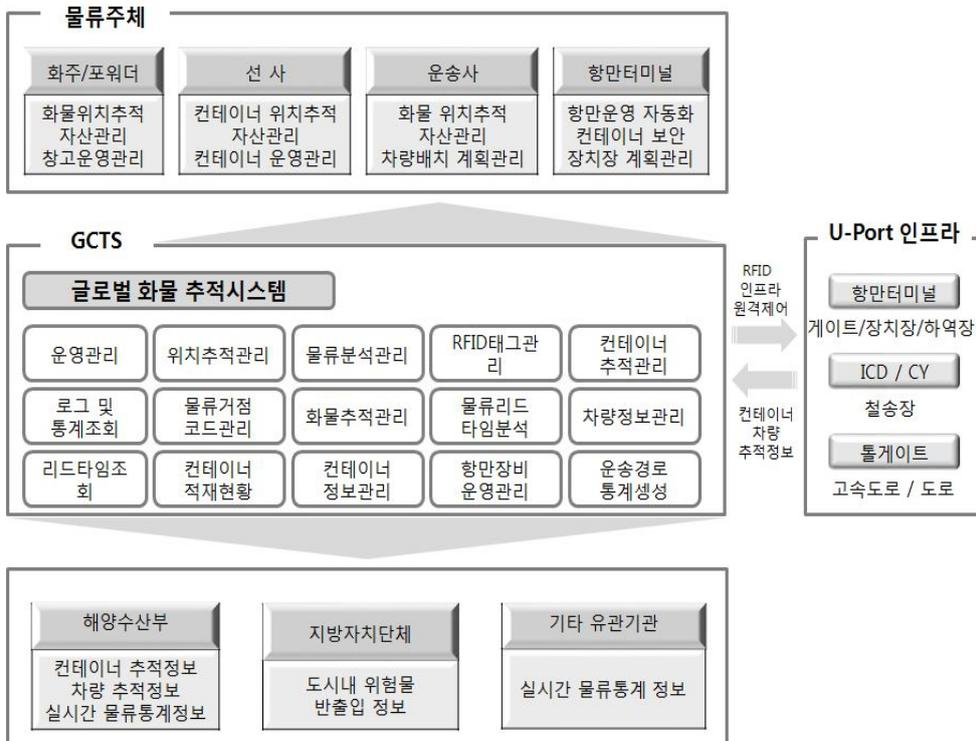 물류주체
화주/포워더
화물위치추적
자산관리
창고운영관리
선 사
컨테이너 위치추적
자산관리
컨테이너 운영관리
운송사
화물 위치추적
자산관리
차량배치 계획관리
항만터미널
항만운영 자동화
컨테이너 보안
장치장 계획관리
GCTS
글로벌 화물 추적시스템
운영관리
위치추적관리
물류분석관리
RFID태그관
리
컨테이너
추적관리
로그 및
통계조회
물류거점
코드관리
화물추적관리
물류리드
타임분석
차량정보관리
리드타임조
회
컨테이너
적재현황
컨테이너
정보관리
항만장비
운영관리
운송경로
통계생성
RFID
인프라
원격제어
컨테이너
차량
추적정보
U-Port 인프라
항만터미널
게이트/장치장/하역장
ICD / CY
철송장
톨게이트
고속도로 / 도로
해양수산부
컨테이너 추적정보
차량 추적정보
실시간 물류통계정보
지방자치단체
도시내 위험물
반출입 정보
기타 유관기관
실시간 물류통계 정보